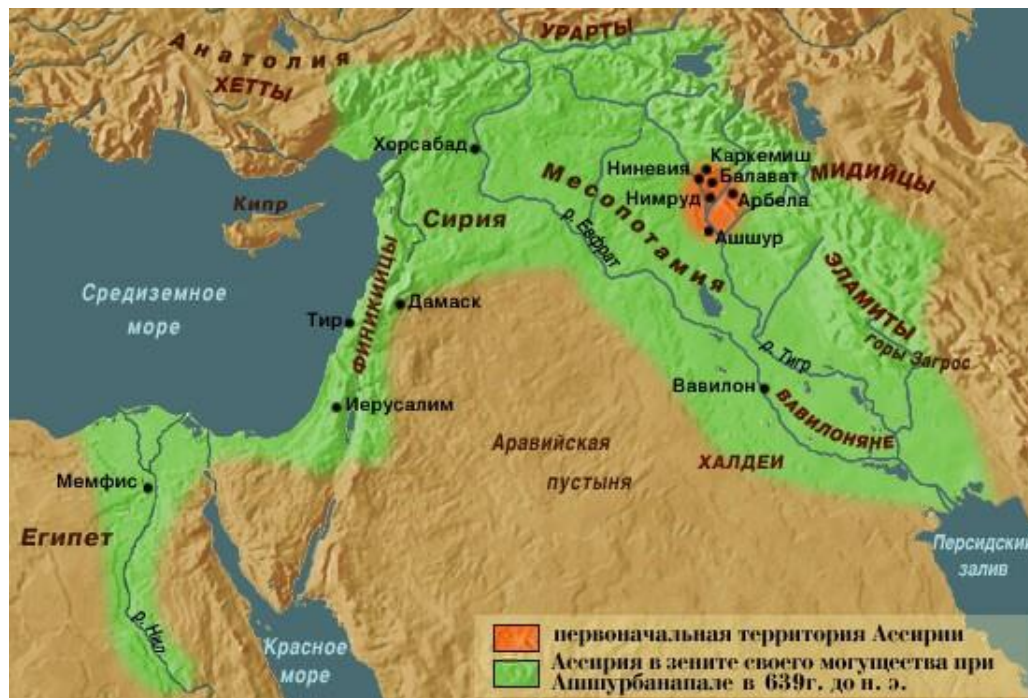 УРАРТЫ
Анатолия
ХЕТТЫ
Хорсабад
Каркемиш
Ниневия
Балават
МИДИЙЦЫ
Нимруд
Арбела
Месопотамия
Кипр
Сирия
р. Евфрат
Ашшур
ЭЛАМИТЫ
Средиземное
море
ФИНИКИЙЦЫ
Дамаск
Тир
горы Загрос
р. Тигр
Вавилон
Иерусалим
ВАВИЛОНЯНЕ
Аравийская
пустыня
ХАЛДЕИ
Мемфис
Египет
Персидский
залив
р. Нил
Красное
море
первоначальная территория Ассирии
Ассирия в зените своего могущества при
Ашшурбанапале в 639г. до н. э.